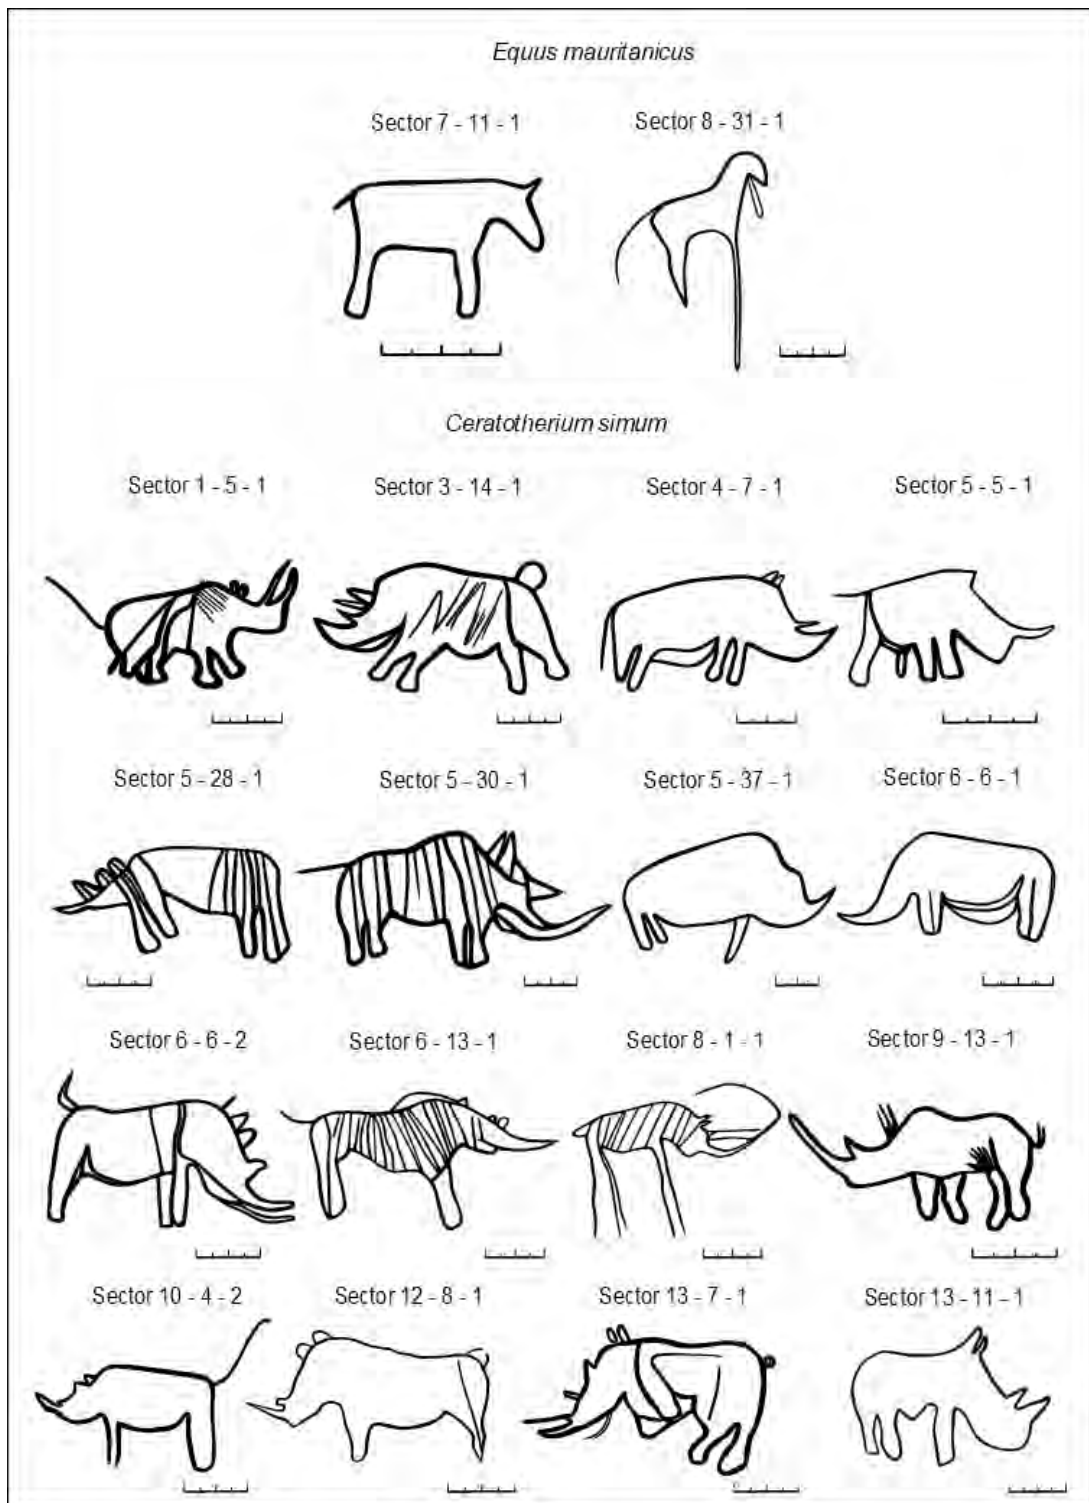 Equus mauritanicus
Sector 7 - 11 - 1 Sector 8 - 31 - 1
Ceratotherium simum
Sector 1 - 5 - 1 Sector 3 - 14 - 1 Sector 4 - 7 - 1 Sector 5 - 5 - 1
Sector 5 - 28 - 1 Sector 5 - 30 - 1 Sector 5 - 37 - 1 Sector 6 - 6 - 1
Sector 6 - 6 - 2 Sector 6 - 13 - 1 Sector 8 - 1 - 1 Sector 9 - 13 - 1
Sector 10 - 4 - 2 Sector 12 - 8 - 1 Sector 13 - 7 - 1 Sector 13 - 11 - 1